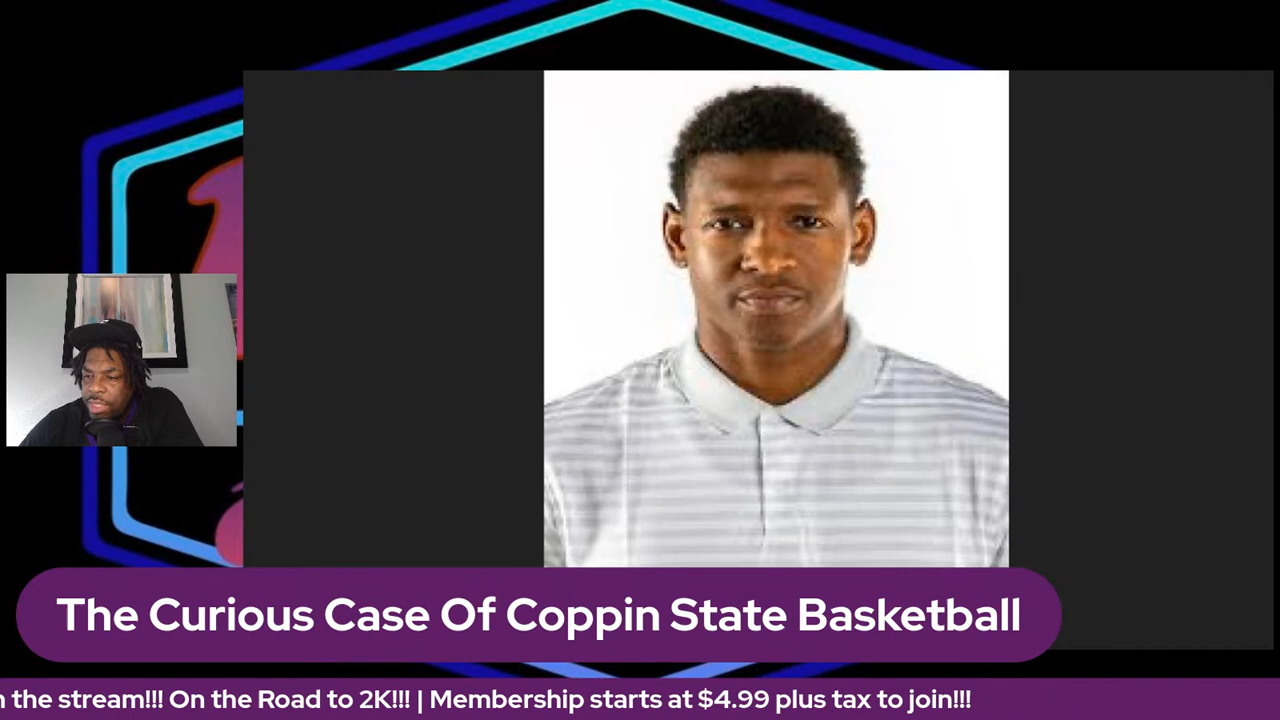 The Curious Case Of Coppin State Basketball
the stream!!! On the Road to 2K!!! | Membership starts at $4.99 plus tax to join!!!